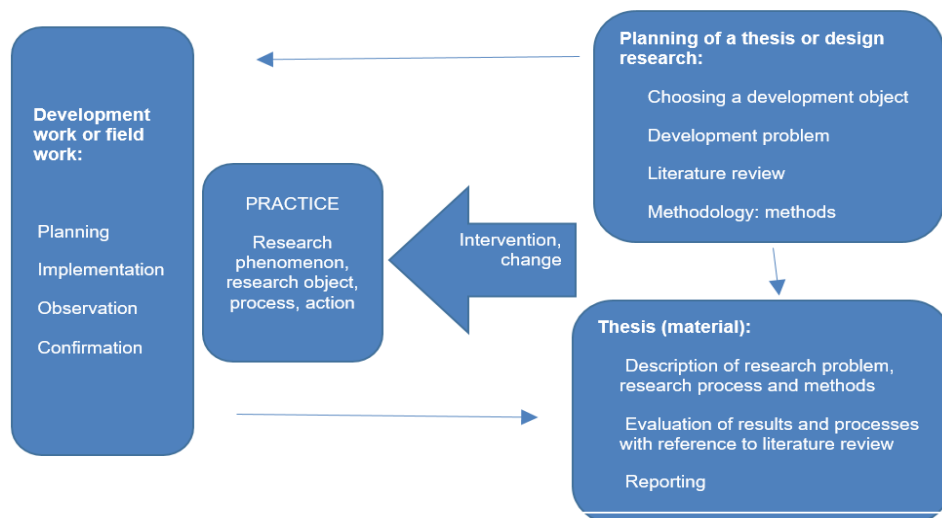 Development
work or field
work:
Planning
Implementation
Observation
Confirmation
PRACTICE
Research
phenomenon,
research object,
process, action
Intervention,
change
Planning of a thesis or design
research:
Choosing a development object
Development problem
Literature review
Methodology: methods
Thesis (material):
Description of research problem,
research process and methods
Evaluation of results and processes
with reference to literature review
Reporting